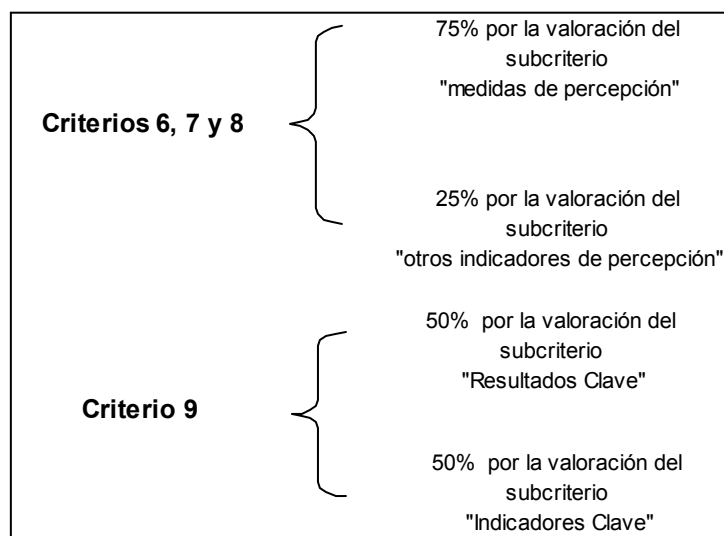 75% por la valoración del
subcriterio
"medidas de percepción"
Criterios 6, 7 y 8
25% por la valoración del
subcriterio
"otros indicadores de percepción"
50% por la valoración del
subcriterio
"Resultados Clave"
Criterio 9
50% por la valoración del
subcriterio
"Indicadores Clave"